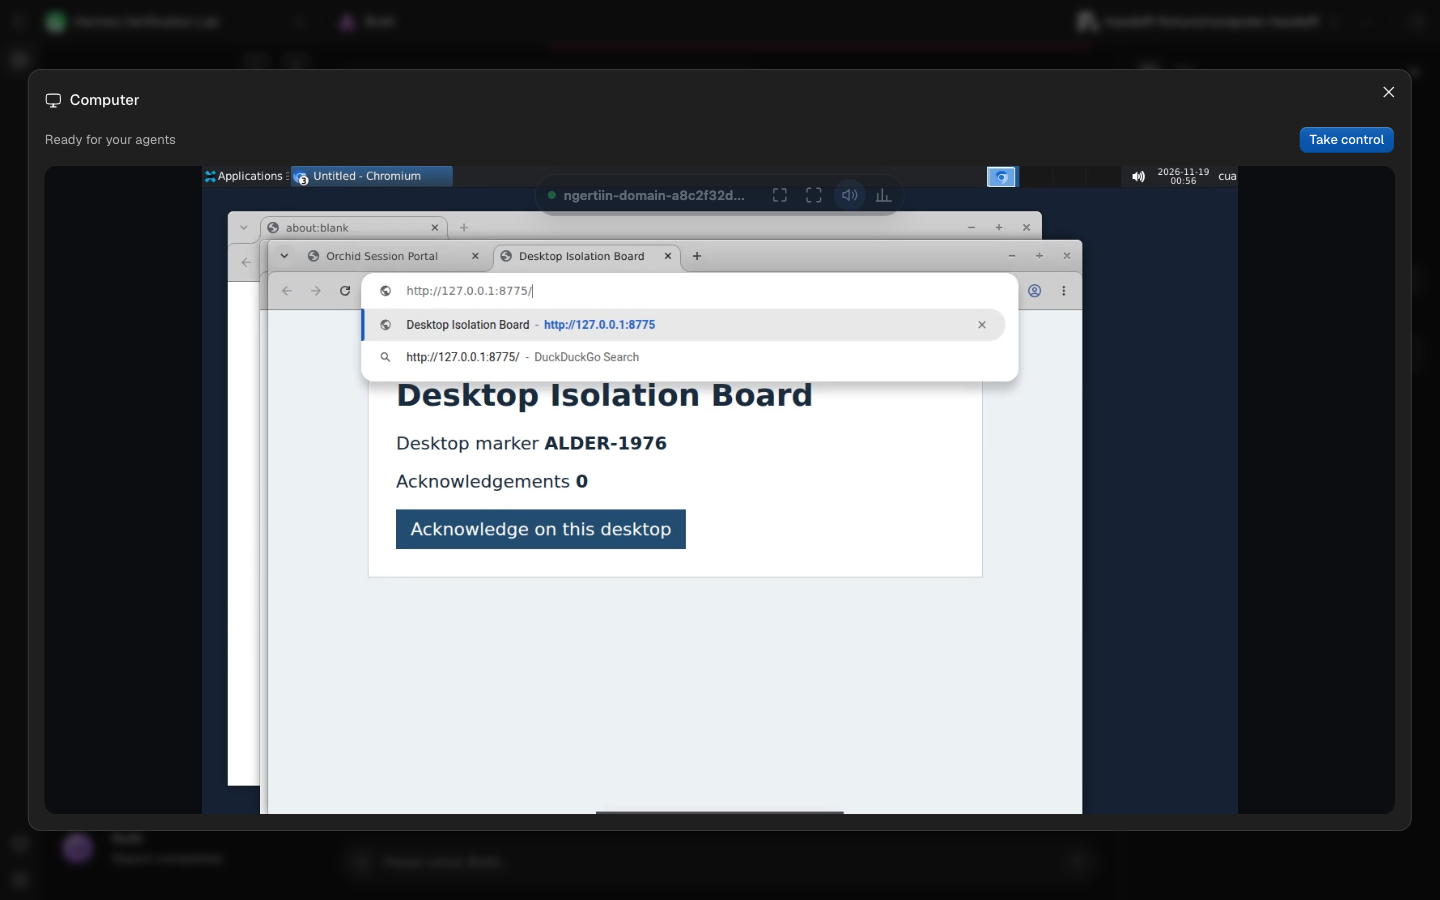 Computer
Ready for your agents
Take control
Applications
3
Untitled - Chromium
2026-11-19
00:56
cua
ngertiin-domain-a8c2f32d...
about:blank
Orchid Session Portal
Desktop Isolation Board
http://127.0.0.1:8775/
Desktop Isolation Board - http://127.0.0.1:8775
http://127.0.0.1:8775/ - DuckDuckGo Search
Desktop Isolation Board
Desktop marker ALDER-1976
Acknowledgements 0
Acknowledge on this desktop